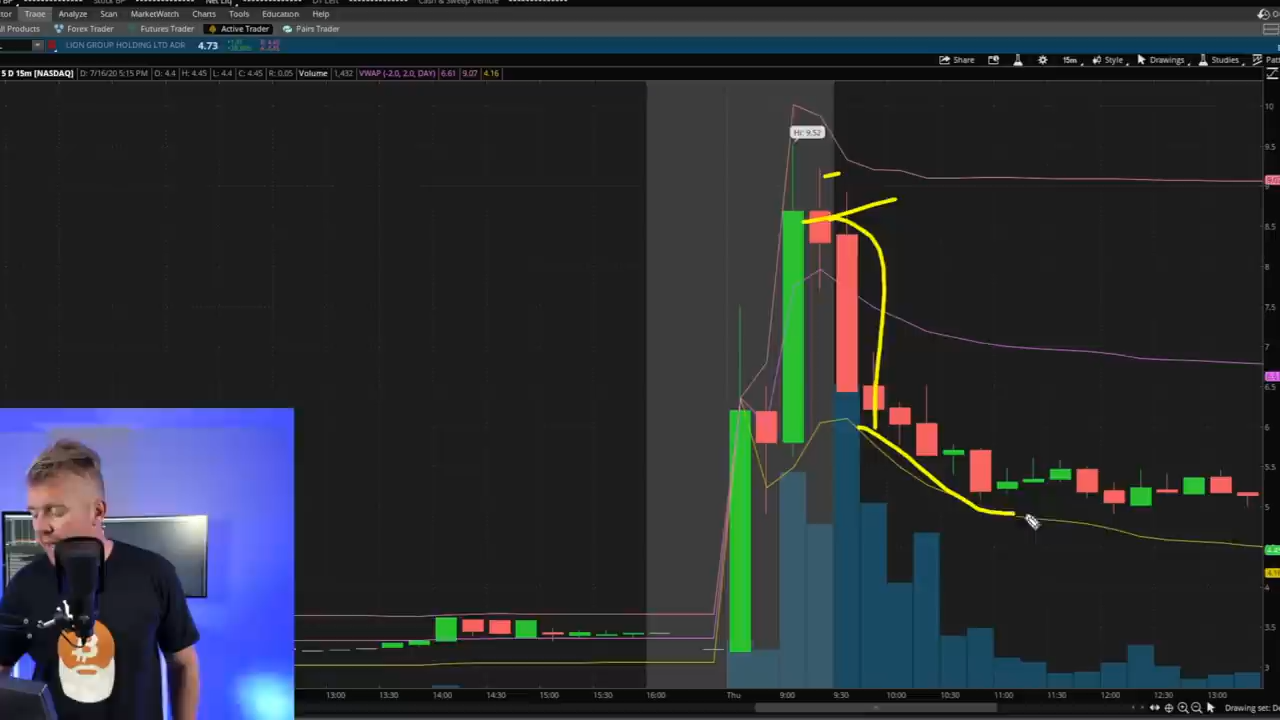 Trade Analyze Scan MarketWatch Charts Tools Education Help
All Products Forex Trader Futures Trader Active Trader Pairs Trader
LION GROUP HOLDING LTD ADR 4.73
Share 15m Style Drawings Studies
5 D 15m [NASDAQ] D: 7/16/20 5:15 PM O: 4.4 H: 4.45 L: 4.4 C: 4.45 R: 0.05 Volume 1,432 VWAP (-2.0, 2.0, DAY) 6.61 9.07 4.16
Hi: 9.52
10
9.5
9
8.5
8
7.5
7
6.5
6
5.5
5
4
3.5
3
13:00 13:30 14:00 14:30 15:00 15:30 16:00 Thu 9:00 9:30 10:00 10:30 11:00 11:30 12:00 12:30 13:00
Drawing set: